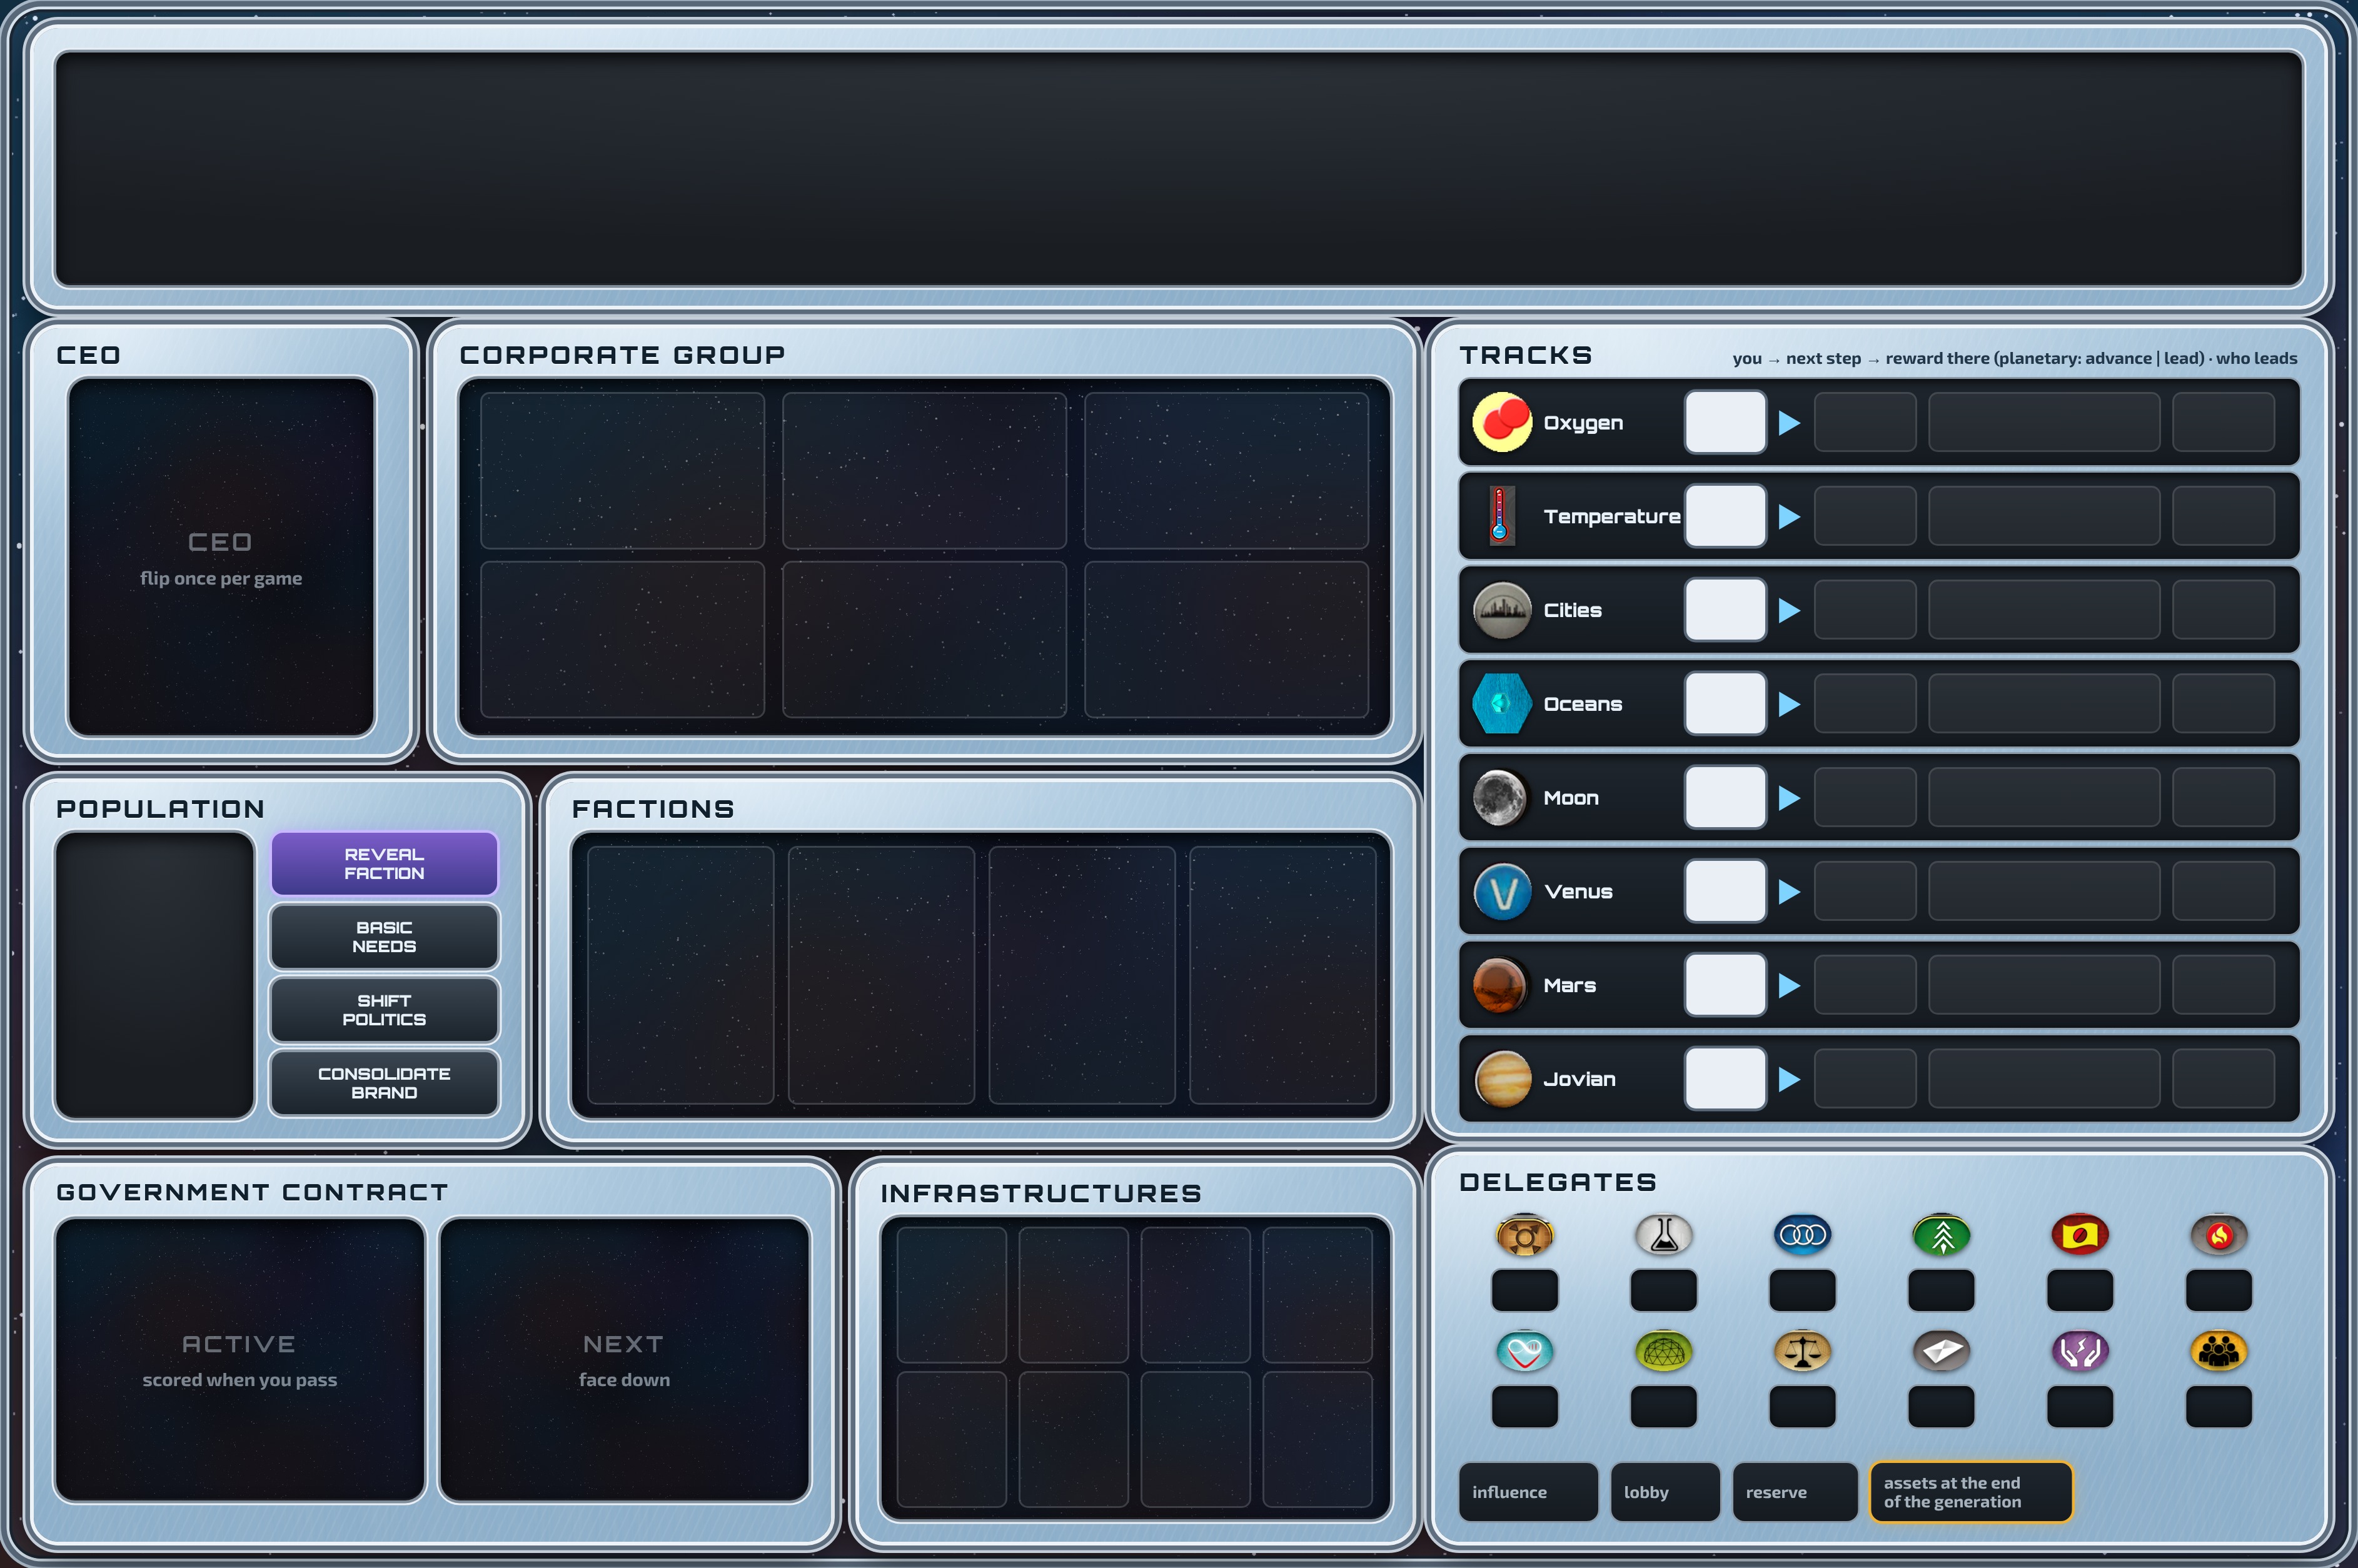 CEO
CEO
flip once per game
CORPORATE GROUP
TRACKS
you → next step → reward there (planetary: advance | lead) · who leads
Oxygen
Temperature
Cities
Oceans
Moon
Venus
Mars
Jovian
POPULATION
REVEAL
FACTION
BASIC
NEEDS
SHIFT
POLITICS
CONSOLIDATE
BRAND
FACTIONS
GOVERNMENT CONTRACT
ACTIVE
scored when you pass
NEXT
face down
INFRASTRUCTURES
DELEGATES
influence
lobby
reserve
assets at the end
of the generation
V